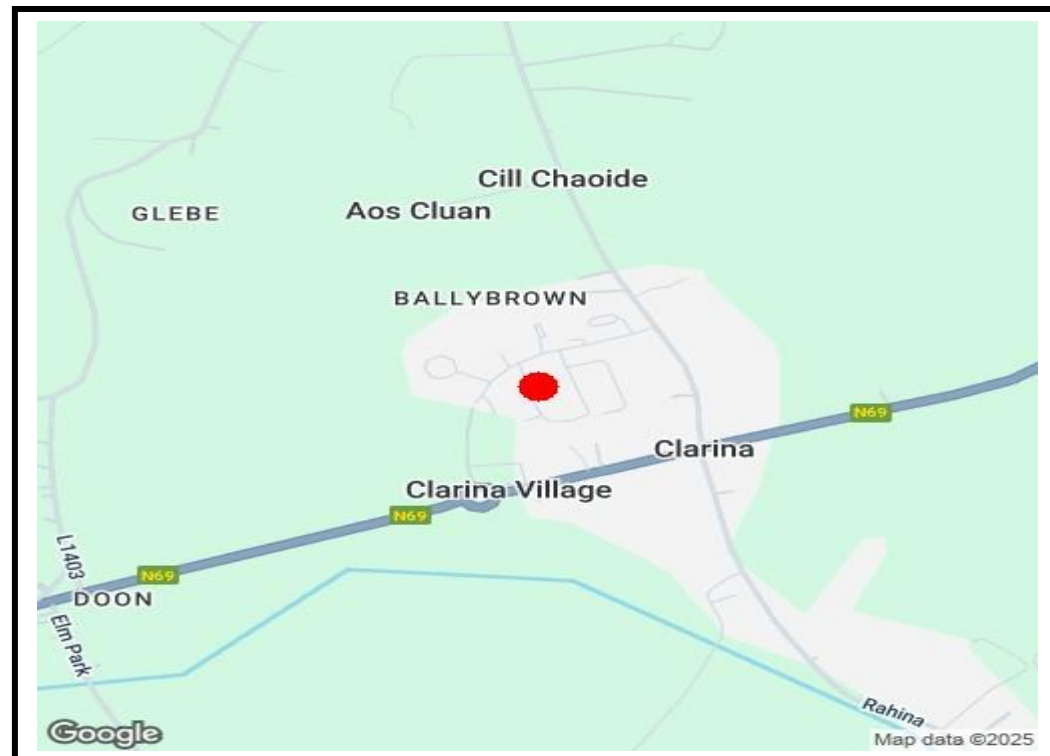 Cill Chaoide
Aos Cluan
GLEBE
BALLYBROWN
N69
Clarina
Clarina Village
N69
L1403
N69
DOON
Elm Park
Rahina
Google
Map data ©2025